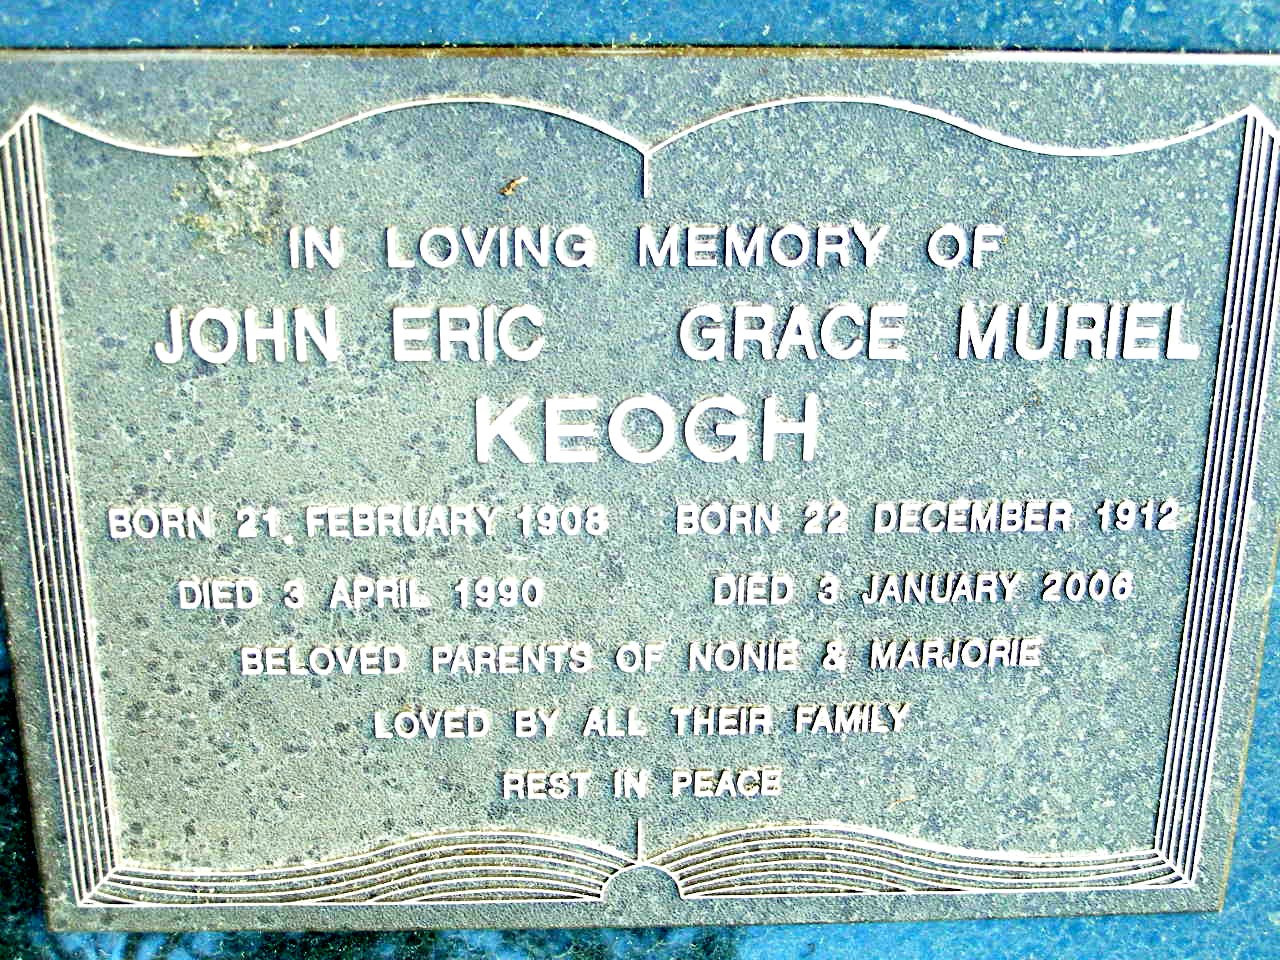 IN LOVING MEMORY OF
JOHN ERIC GRACE MURIEL
KEOGH
BORN 21. FEBRUARY 1908 BORN 22 DECEMBER 1912
DIED 3 APRIL 1990 DIED 3 JANUARY 2006
BELOVED PARENTS OF NONIE & MARJORIE
LOVED BY ALL THEIR FAMILY
REST IN PEACE